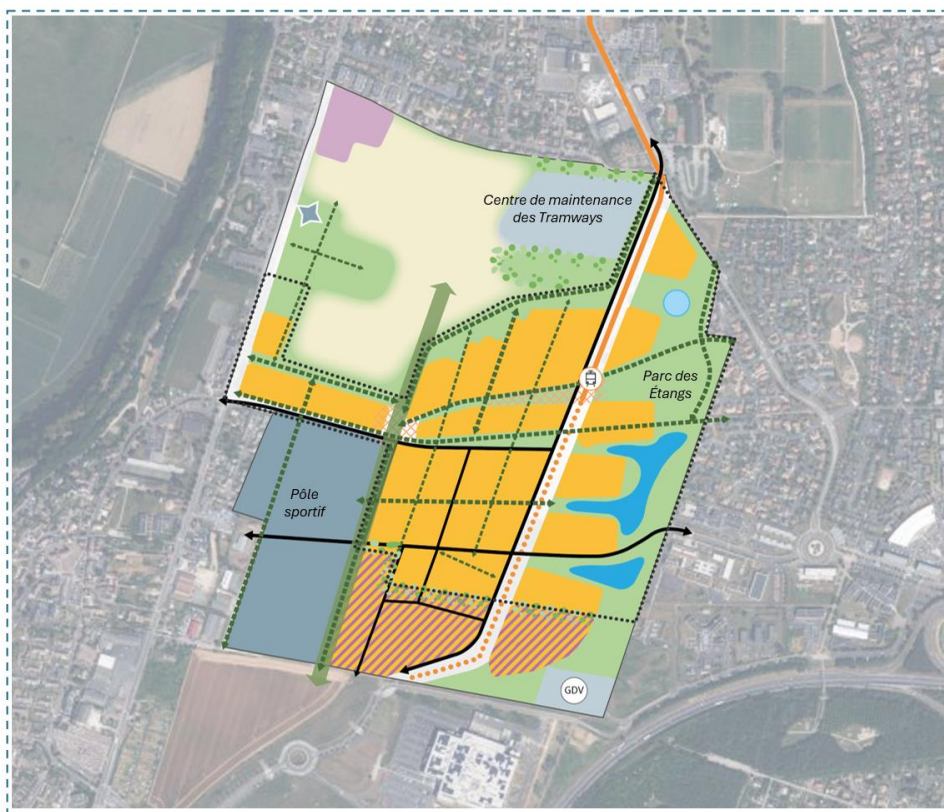 Centre de maintenance
des Tramways
Parc des
Étangs
Pôle
sportif
GDV